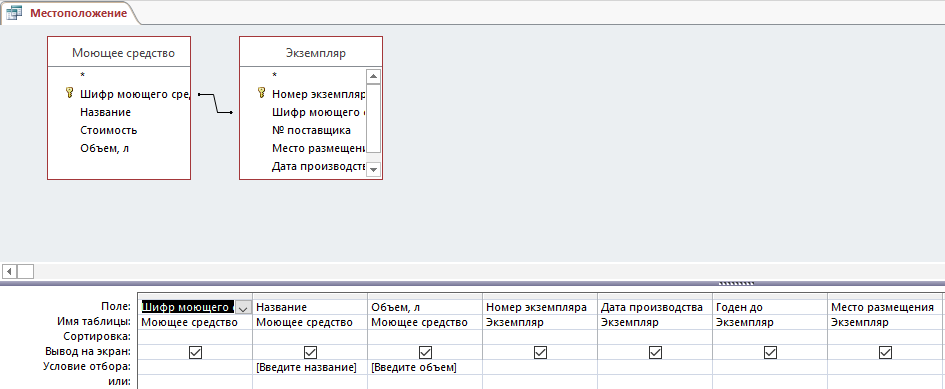 Местоположение
Моющее средство
*
Шифр моющего сред
Название
Стоимость
Объем, л
Экземпляр
*
Номер экземпляр
Шифр моющего с
№ поставщика
Место размещени
Дата производств
Поле: Шифр моющего с Название Объем, л Номер экземпляра Дата производства Годен до Место размещения
Имя таблицы: Моющее средство Моющее средство Моющее средство Экземпляр Экземпляр Экземпляр Экземпляр
Сортировка:
Вывод на экран:
Условие отбора: [Введите название] [Введите объем]
или: